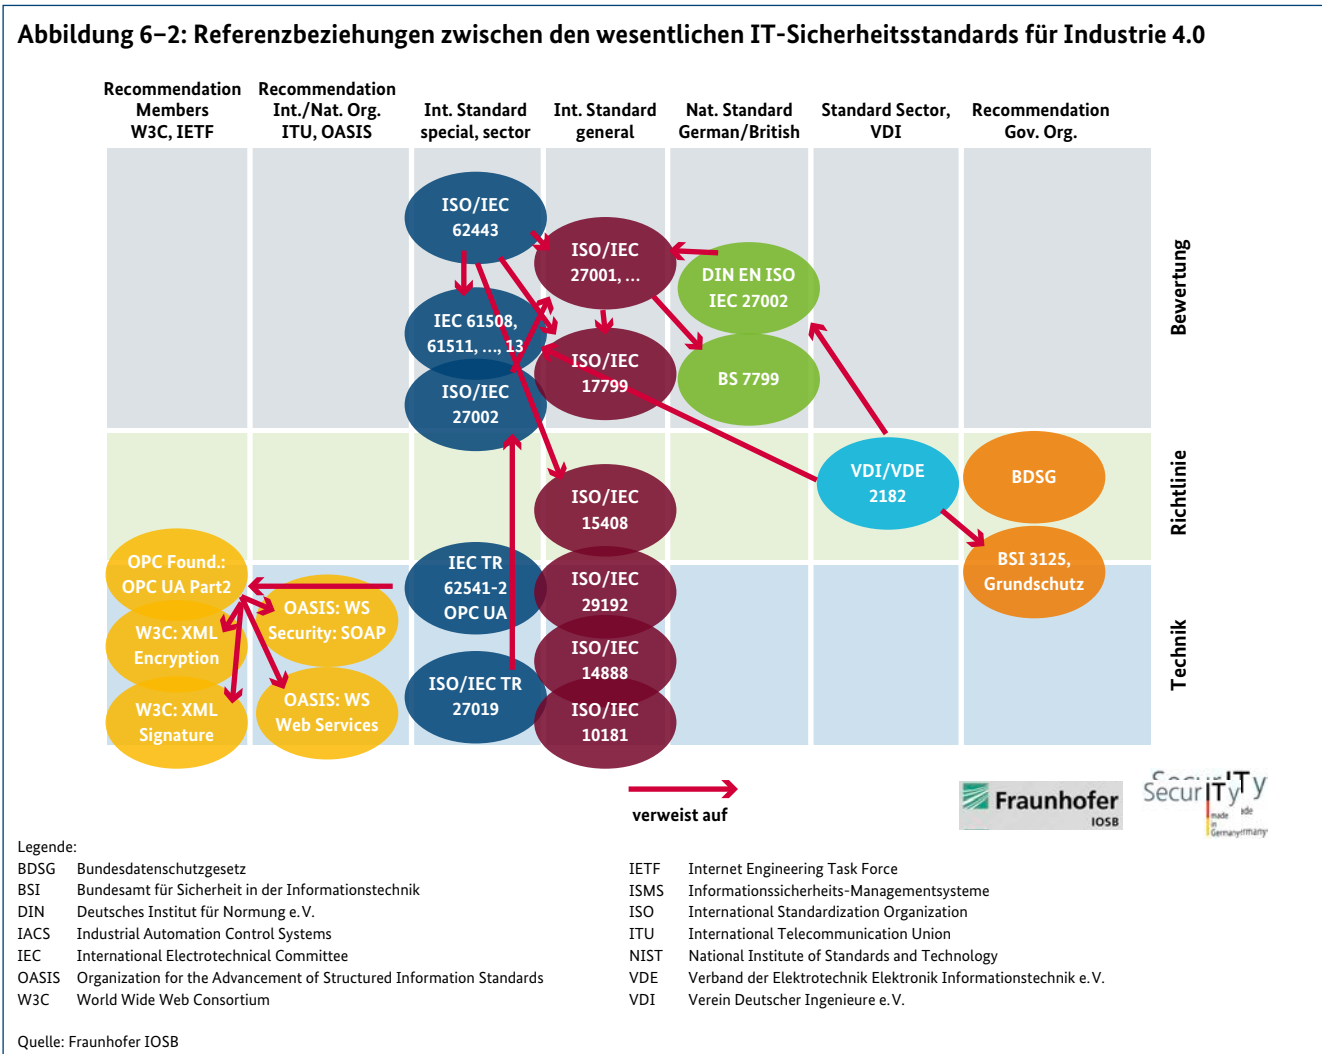 Abbildung 6–2: Referenzbeziehungen zwischen den wesentlichen IT-Sicherheitsstandards für Industrie 4.0
Recommendation
Members
W3C, IETF
Recommendation
Int./Nat. Org.
ITU, OASIS
Int. Standard
special, sector
Int. Standard
general
Nat. Standard
German/British
Standard Sector,
VDI
Recommendation
Gov. Org.
ISO/IEC
62443
ISO/IEC
27001, …
DIN EN ISO
IEC 27002
IEC 61508,
61511, …, 13
ISO/IEC
17799
BS 7799
ISO/IEC
27002
Bewertung
VDI/VDE
2182
BDSG
ISO/IEC
15408
Richtlinie
OPC Found.:
OPC UA Part2
IEC TR
62541-2
OPC UA
ISO/IEC
29192
BSI 3125,
Grundschutz
OASIS: WS
Security: SOAP
W3C: XML
Encryption
ISO/IEC
14888
ISO/IEC TR
27019
OASIS: WS
Web Services
W3C: XML
Signature
ISO/IEC
10181
Technik
verweist auf
Fraunhofer
IOSB
SecurITy
SecurITy
made
in
Germany
Legende:
BDSG Bundesdatenschutzgesetz
BSI Bundesamt für Sicherheit in der Informationstechnik
DIN Deutsches Institut für Normung e.V.
IACS Industrial Automation Control Systems
IEC International Electrotechnical Committee
OASIS Organization for the Advancement of Structured Information Standards
W3C World Wide Web Consortium
IETF Internet Engineering Task Force
ISMS Informationssicherheits-Managementsysteme
ISO International Standardization Organization
ITU International Telecommunication Union
NIST National Institute of Standards and Technology
VDE Verband der Elektrotechnik Elektronik Informationstechnik e.V.
VDI Verein Deutscher Ingenieure e.V.
Quelle: Fraunhofer IOSB